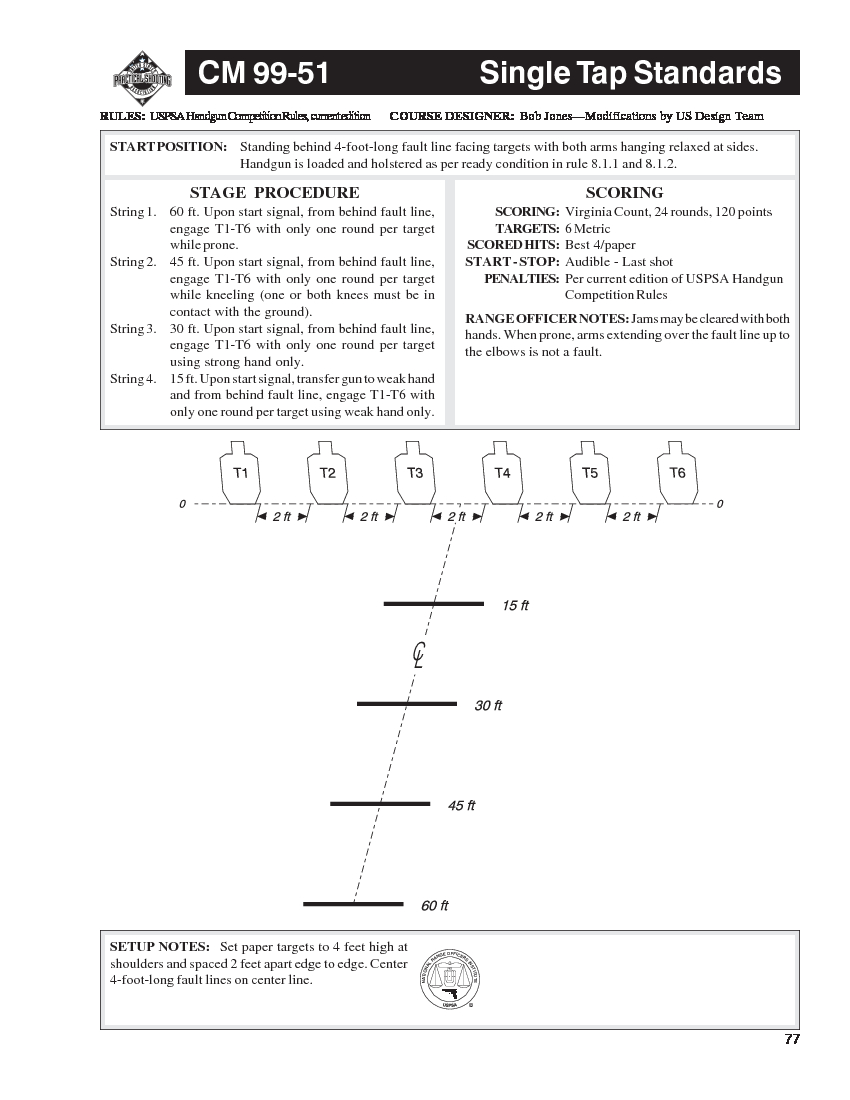 PRACTICAL SHOOTING
CM 99-51 Single Tap Standards
RULES: USPSA Handgun Competition Rules, current edition COURSE DESIGNER: Bob Jones—Modifications by US Design Team
START POSITION: Standing behind 4-foot-long fault line facing targets with both arms hanging relaxed at sides.
Handgun is loaded and holstered as per ready condition in rule 8.1.1 and 8.1.2.
STAGE PROCEDURE
String 1. 60 ft. Upon start signal, from behind fault line,
engage T1-T6 with only one round per target
while prone.
String 2. 45 ft. Upon start signal, from behind fault line,
engage T1-T6 with only one round per target
while kneeling (one or both knees must be in
contact with the ground).
String 3. 30 ft. Upon start signal, from behind fault line,
engage T1-T6 with only one round per target
using strong hand only.
String 4. 15 ft. Upon start signal, transfer gun to weak hand
and from behind fault line, engage T1-T6 with
only one round per target using weak hand only.
SCORING
SCORING: Virginia Count, 24 rounds, 120 points
TARGETS: 6 Metric
SCORED HITS: Best 4/paper
START - STOP: Audible - Last shot
PENALTIES: Per current edition of USPSA Handgun
Competition Rules
RANGE OFFICER NOTES: Jams may be cleared with both
hands. When prone, arms extending over the fault line up to
the elbows is not a fault.
T1 T2 T3 T4 T5 T6
0 0
2 ft 2 ft 2 ft 2 ft 2 ft
15 ft
℄
30 ft
45 ft
60 ft
SETUP NOTES: Set paper targets to 4 feet high at
shoulders and spaced 2 feet apart edge to edge. Center
4-foot-long fault lines on center line.
NATIONAL RANGE OFFICERS INSTITUTE
USPSA
77